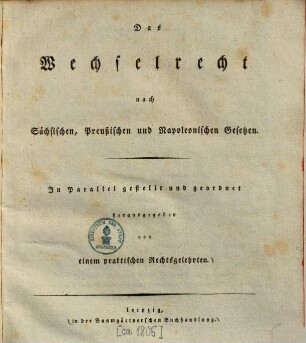 Das
Wechselrecht
nach
Sächsischen, Preußischen und Napoleonischen Gesetzen.
In Parallel gestellt und geordnet
herausgegeben
von
einem praktischen Rechtsgelehrten.
Leipzig,
in der Baumgärtnerschen Buchhandlung.
[ca. 1805]